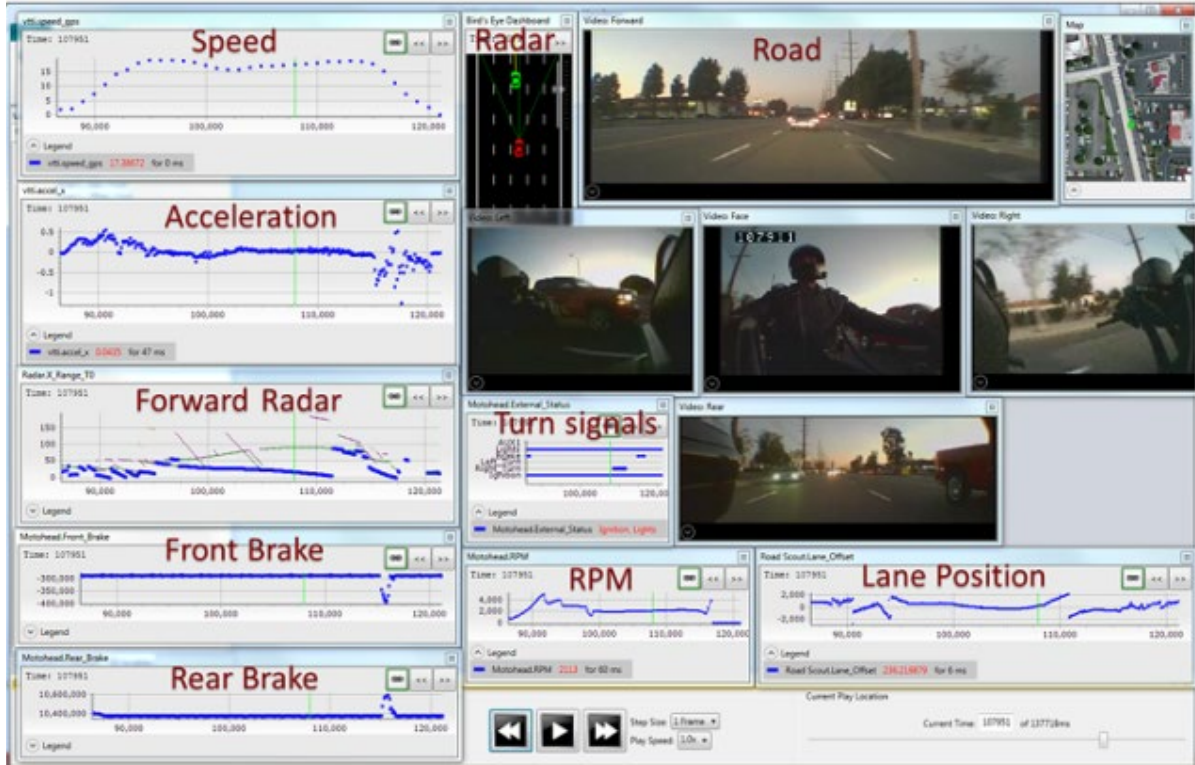 vtti.speed_gps
Speed
Time: 107951
<< >>
15
10
5
0
90,000 100,000 110,000 120,000
Legend
vtti.speed_gps 17.38672 for 0 ms
vtti.accel_x
Acceleration
Time: 107951
<< >>
0.5
0
-0.5
-1
90,000 100,000 110,000 120,000
Legend
vtti.accel_x 0.0435 for 47 ms
Radar.X_Range_T0
Forward Radar
Time: 107951
<< >>
150
100
50
0
90,000 100,000 110,000 120,000
Legend
Motohead.Front_Brake
Front Brake
Time: 107951
<< >>
-300,000
-350,000
-400,000
90,000 100,000 110,000 120,000
Legend
Motohead.Rear_Brake
Rear Brake
Time: 107951
<< >>
10,600,000
10,400,000
90,000 100,000 110,000 120,000
Legend
Bird's Eye Dashboard
Radar
>>
Video: Forward
Road
Map
Video: Left
Video: Face
107911
Video: Right
Motohead.External_Status
Turn signals
AUX1
Lights
Left-turn
Right-turn
Ignition
100,000 120,0
Legend
Motohead.External_Status Ignition, Lights
Video: Rear
Motohead.RPM
RPM
Time: 107951
<< >>
4,000
2,000
0
90,000 100,000 110,000 120,000
Legend
Motohead.RPM 2113 for 60 ms
Road Scout.Lane_Offset
Lane Position
Time: 107951
<< >>
2,000
0
-2,000
90,000 100,000 110,000 120,000
Legend
Road Scout.Lane_Offset 236.216679 for 6 ms
Step Size: 1 Frame
Play Speed: 1.0x
Current Play Location
Current Time: 107951 of 137718ms